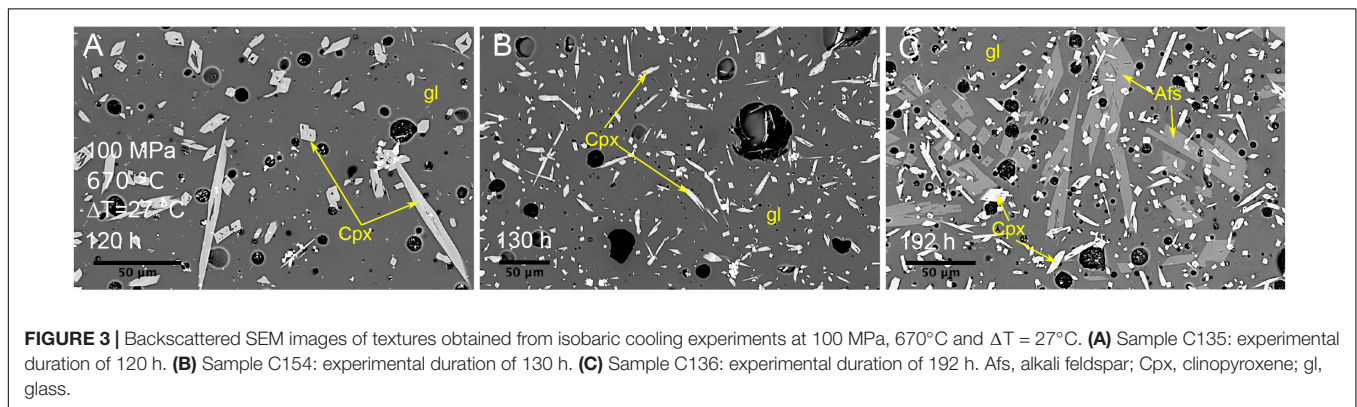 A
gl
100 MPa
670 °C
ΔT=27 °C
120 h
Cpx
50 µm
B
Cpx
gl
130 h
50 µm
C
gl
Afs
Cpx
192 h
50 µm
FIGURE 3 | Backscattered SEM images of textures obtained from isobaric cooling experiments at 100 MPa, 670°C and ΔT = 27°C. (A) Sample C135: experimental
duration of 120 h. (B) Sample C154: experimental duration of 130 h. (C) Sample C136: experimental duration of 192 h. Afs, alkali feldspar; Cpx, clinopyroxene; gl,
glass.